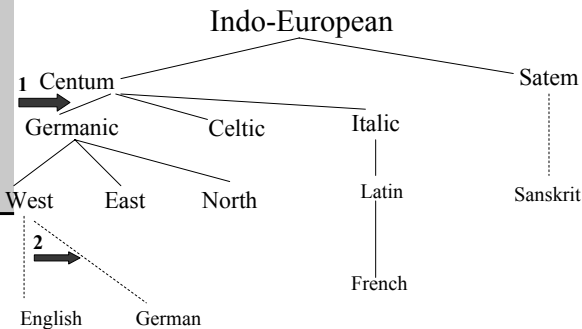 Indo-European
1 Centum Satem
Germanic Celtic Italic
West East North Latin Sanskrit
2
French
English German